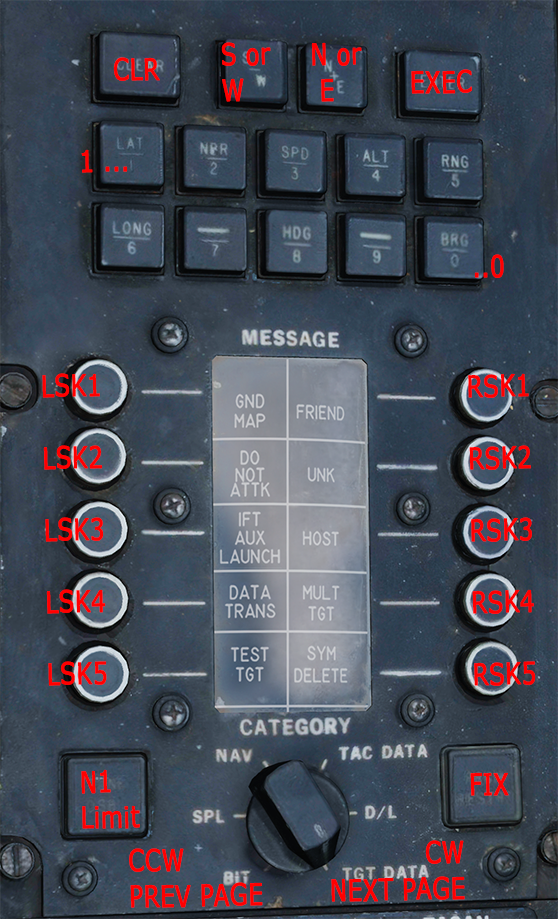 CLR
S or
W
W
N or
E
N
E
EXEC
LAT
1 ...
NPR
2
SPD
3
ALT
4
RNG
5
LONG
6
7
HDG
8
9
BRG
0
..0
MESSAGE
LSK1
GND
MAP
FRIEND
RSK1
LSK2
DO
NOT
ATTK
UNK
RSK2
LSK3
IFT
AUX
LAUNCH
HOST
RSK3
LSK4
DATA
TRANS
MULT
TGT
RSK4
LSK5
TEST
TGT
SYM
DELETE
RSK5
CATEGORY
NAV
TAC DATA
N1
Limit
SPL
D/L
FIX
BIT
TGT DATA
CCW
PREV PAGE
CW
NEXT PAGE